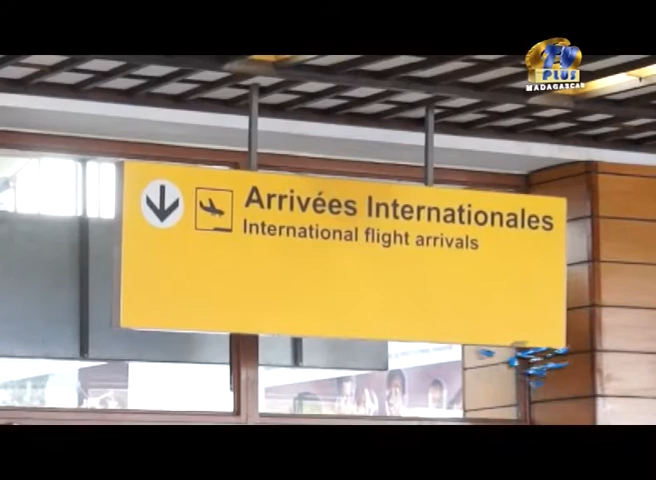 PLUS
MADAGASCAR
Arrivées Internationales
International flight arrivals